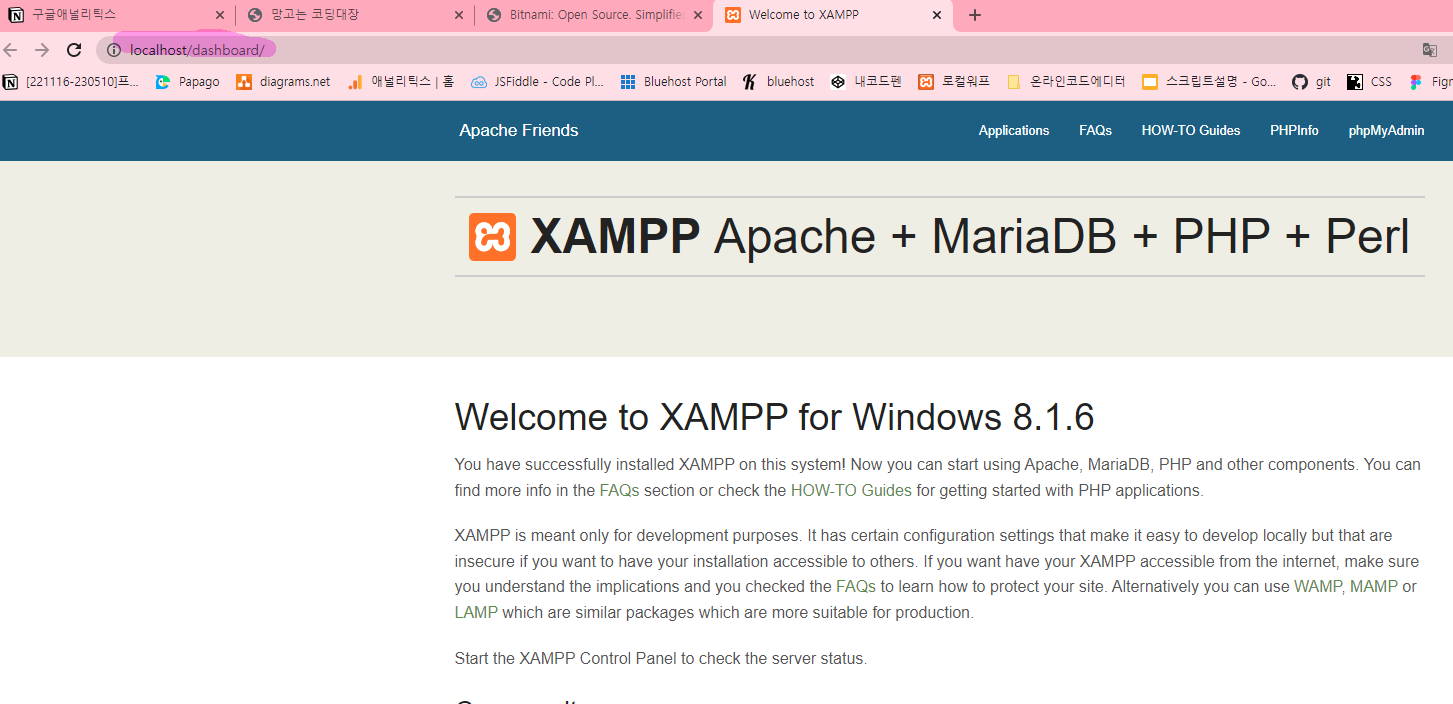 구글애널리틱스
망고는 코딩대장
Bitnami: Open Source. Simplifie
Welcome to XAMPP
localhost/dashboard/
[221116-230510]프... Papago diagrams.net 애널리틱스 | 홈 JSFiddle - Code Pl... Bluehost Portal bluehost 내코드펜 로컬워프 온라인코드에디터 스크립트설명 - Go... git CSS Figm
Apache Friends Applications FAQs HOW-TO Guides PHPInfo phpMyAdmin
XAMPP Apache + MariaDB + PHP + Perl
Welcome to XAMPP for Windows 8.1.6
You have successfully installed XAMPP on this system! Now you can start using Apache, MariaDB, PHP and other components. You can
find more info in the FAQs section or check the HOW-TO Guides for getting started with PHP applications.
XAMPP is meant only for development purposes. It has certain configuration settings that make it easy to develop locally but that are
insecure if you want to have your installation accessible to others. If you want have your XAMPP accessible from the internet, make sure
you understand the implications and you checked the FAQs to learn how to protect your site. Alternatively you can use WAMP, MAMP or
LAMP which are similar packages which are more suitable for production.
Start the XAMPP Control Panel to check the server status.